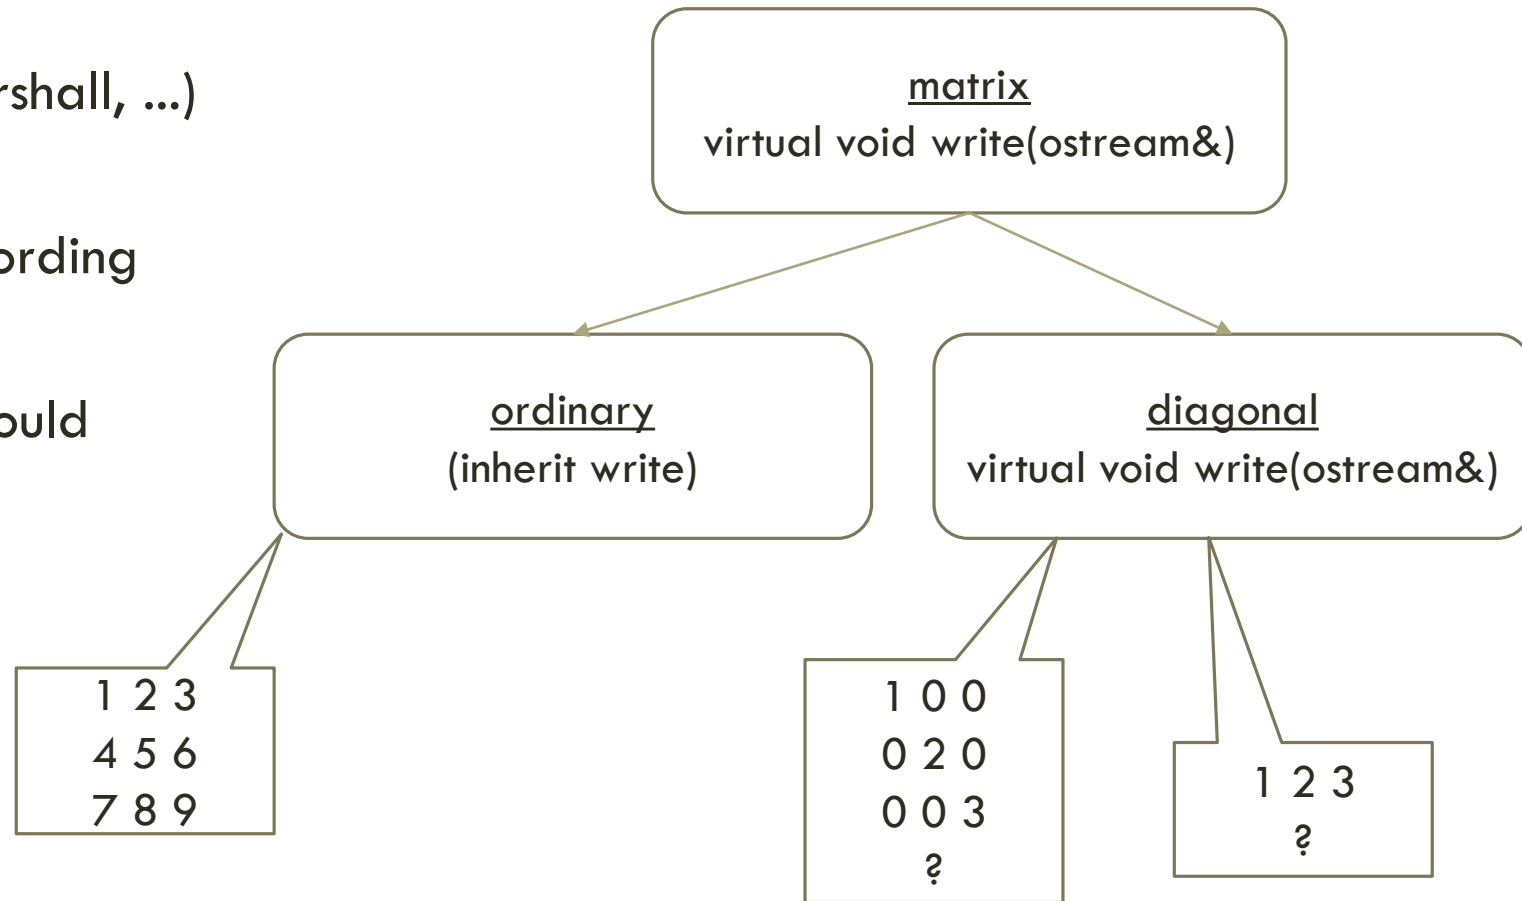 rshall, ...)
ording
ould
matrix
virtual void write(ostream&)
ordinary
(inherit write)
diagonal
virtual void write(ostream&)
1 2 3
4 5 6
7 8 9
1 0 0
0 2 0
0 0 3
?
1 2 3
?